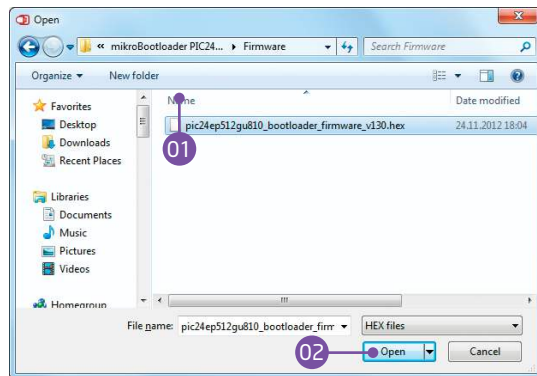 Open
« mikroBootloader PIC24... ▸ Firmware
Search Firmware
Organize
New folder
Name
Date modified
pic24ep512gu810_bootloader_firmware_v130.hex
24.11.2012 18:04
Favorites
Desktop
Downloads
Recent Places
Libraries
Documents
Music
Pictures
Videos
Homegroup
01
File name: pic24ep512gu810_bootloader_firr
HEX files
02
Open
Cancel